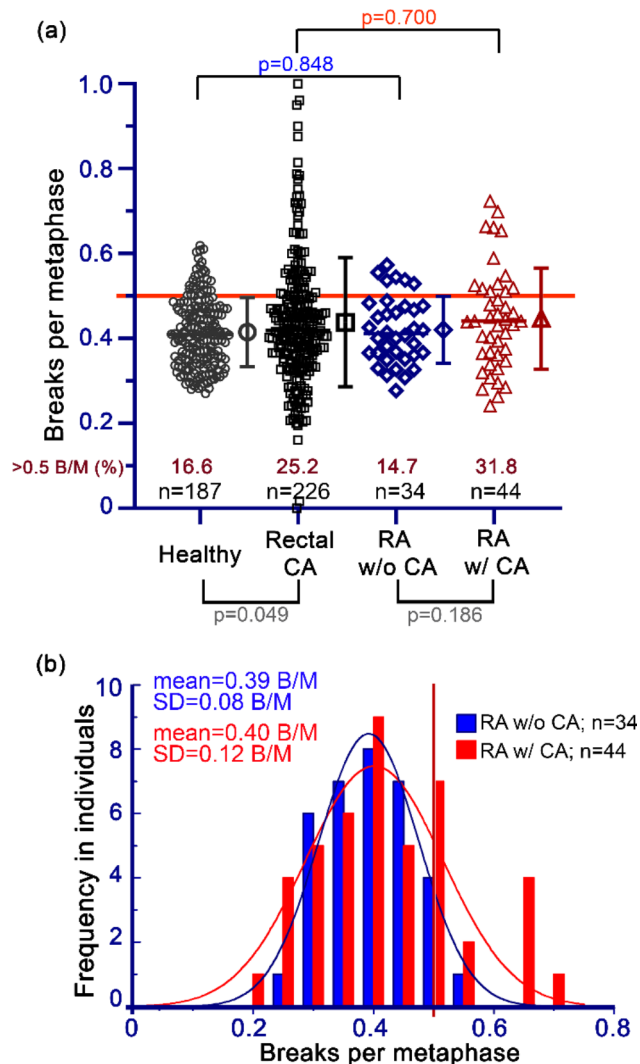 (a)
p=0.700
p=0.848
Breaks per metaphase
1.0
0.8
0.6
0.4
0.2
0
>0.5 B/M (%)
16.6 25.2 14.7 31.8
n=187 n=226 n=34 n=44
Healthy
Rectal
CA
RA
w/o CA
RA
w/ CA
p=0.049
p=0.186
(b)
mean=0.39 B/M
SD=0.08 B/M
mean=0.40 B/M
SD=0.12 B/M
RA w/o CA; n=34
RA w/ CA; n=44
Frequency in individuals
10
8
6
4
2
0
0 0.2 0.4 0.6 0.8
Breaks per metaphase